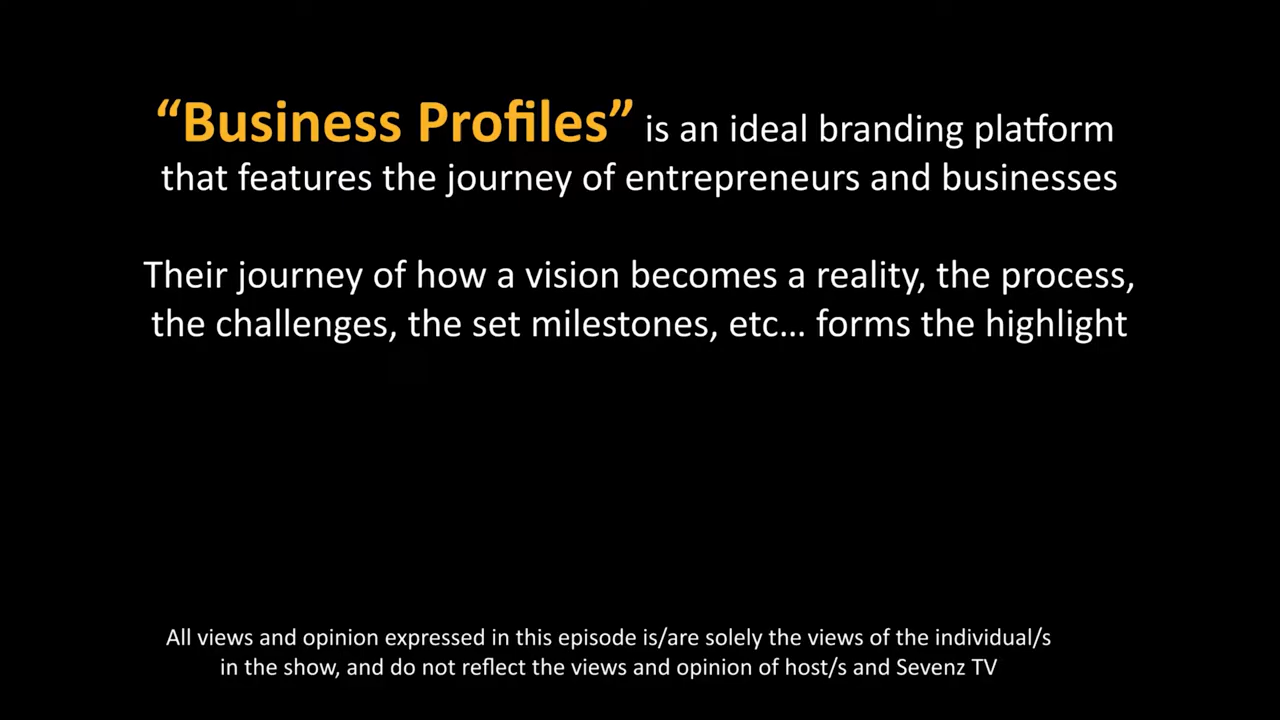 “Business Profiles” is an ideal branding platform
that features the journey of entrepreneurs and businesses
Their journey of how a vision becomes a reality, the process,
the challenges, the set milestones, etc... forms the highlight
All views and opinion expressed in this episode is/are solely the views of the individual/s
in the show, and do not reflect the views and opinion of host/s and Sevenz TV